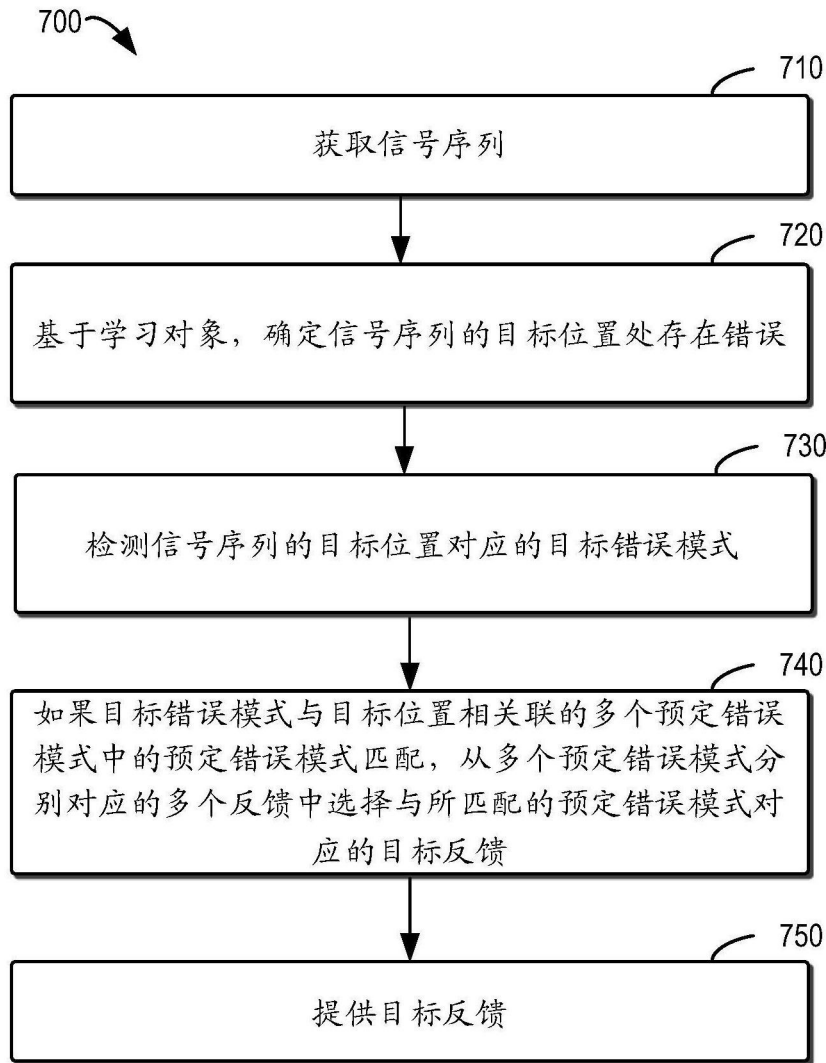 700
710
获取信号序列
720
基于学习对象，确定信号序列的目标位置处存在错误
730
检测信号序列的目标位置对应的目标错误模式
740
如果目标错误模式与目标位置相关联的多个预定错误
模式中的预定错误模式匹配，从多个预定错误模式分
别对应的多个反馈中选择与所匹配的预定错误模式对
应的目标反馈
750
提供目标反馈